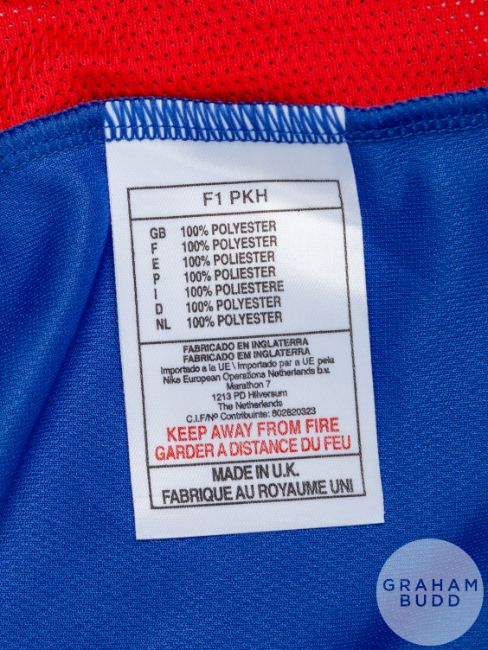 F1 PKH
GB 100% POLYESTER
F 100% POLYESTER
E 100% POLIESTER
P 100% POLIESTER
I 100% POLIESTERE
D 100% POLYESTER
NL 100% POLYESTER
FABRICADO EN INGLATERRA
FABRICADO EM INGLATERRA
Importado a la UE \ Importado par a UE pela
Nike European Operations Netherlands b.v.
Marathon 7
1213 PD Hilversum
The Netherlands
C.I.F/Nº Contribuinte: 802620323
KEEP AWAY FROM FIRE
GARDER A DISTANCE DU FEU
MADE IN U.K.
FABRIQUE AU ROYAUME UNI
GRAHAM
BUDD